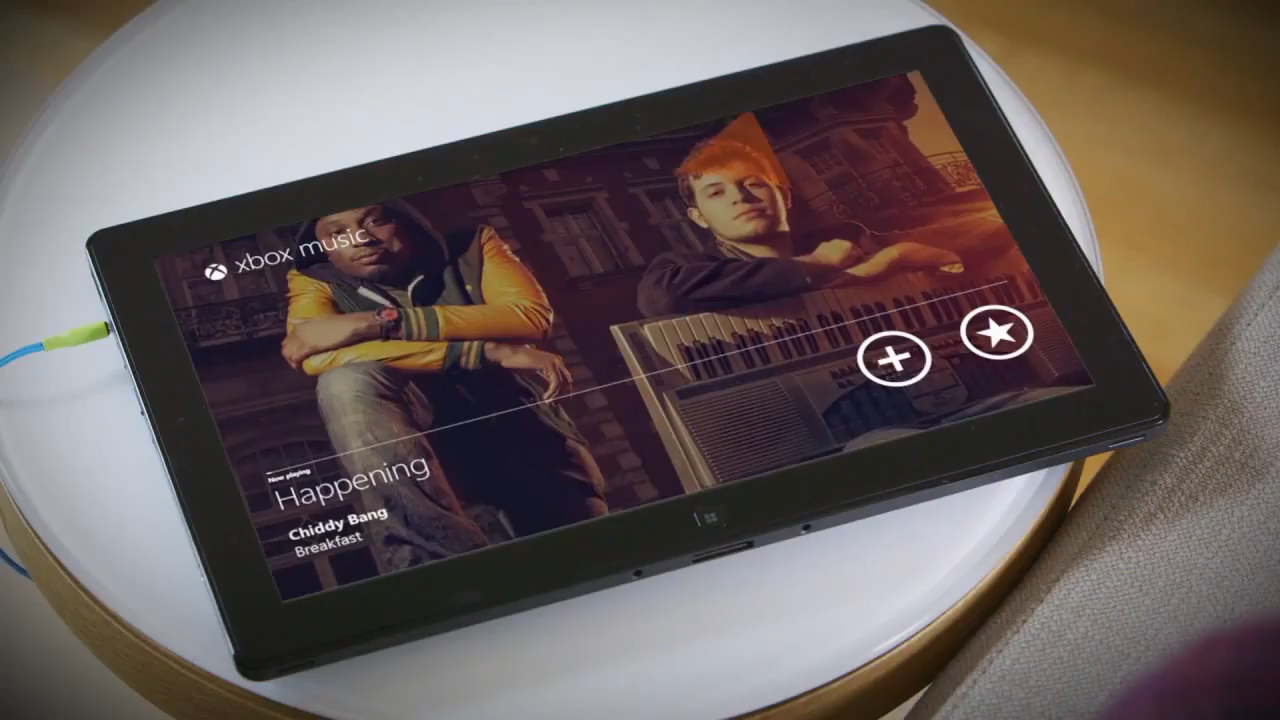 xbox music
Now playing
Happening
Chiddy Bang
Breakfast